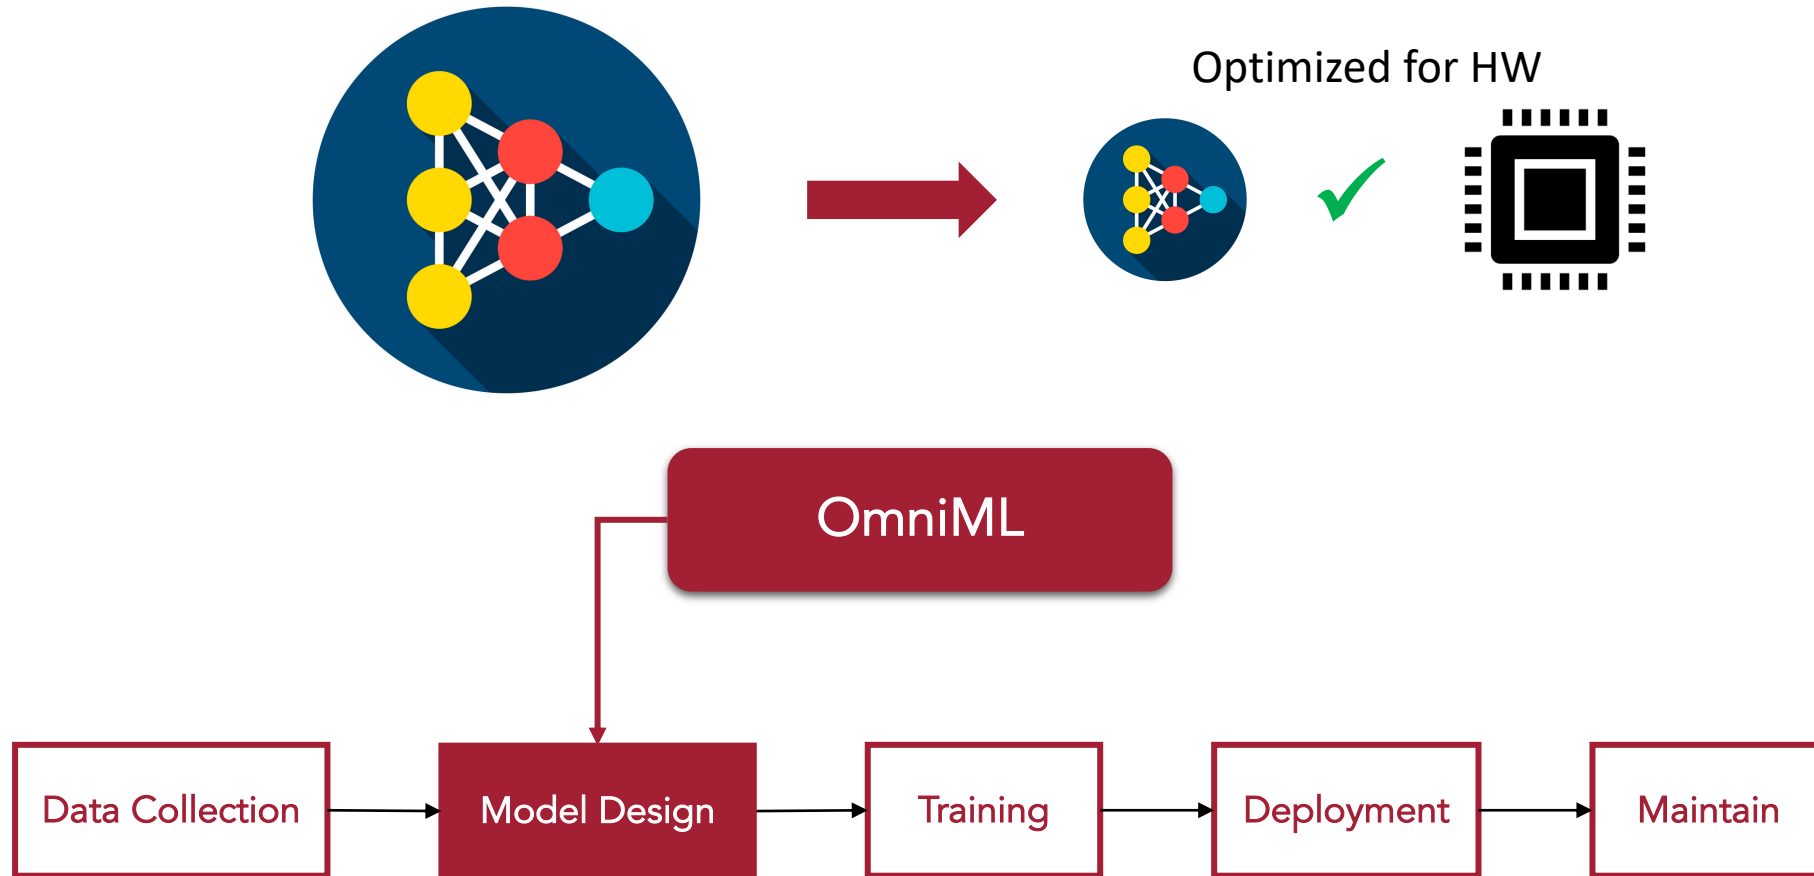 Optimized for HW
OmniML
Data Collection
Model Design
Training
Deployment
Maintain